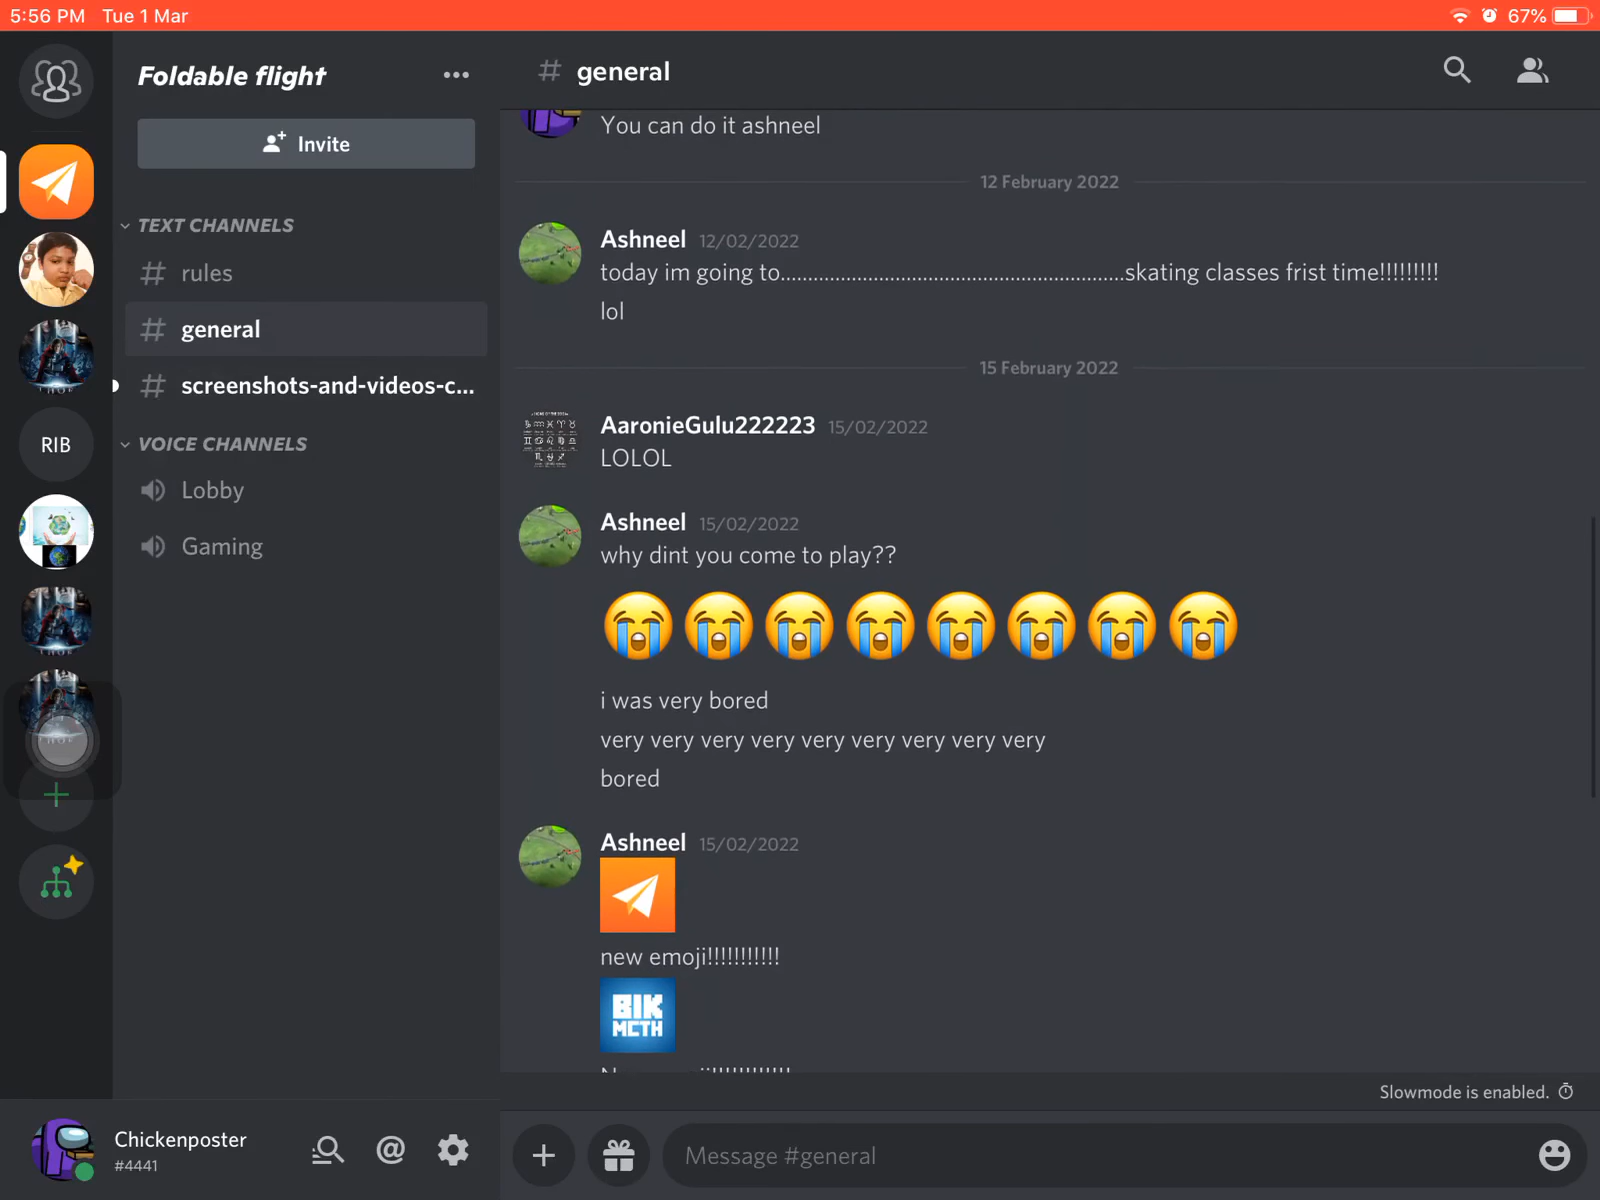 5:56 PM Tue 1 Mar
67%
Foldable flight
Invite
TEXT CHANNELS
rules
general
screenshots-and-videos-c...
VOICE CHANNELS
Lobby
Gaming
RIB
Chickenposter
#4441
# general
You can do it ashneel
12 February 2022
Ashneel 12/02/2022
today im going to...............................................................skating classes frist time!!!!!!!!!
lol
15 February 2022
AaronieGulu222223 15/02/2022
LOLOL
Ashneel 15/02/2022
why dint you come to play??
😭😭😭😭😭😭😭😭
i was very bored
very very very very very very very very very
bored
Ashneel 15/02/2022
new emoji!!!!!!!!!!!
BIK
MCTH
Slowmode is enabled.
Message #general